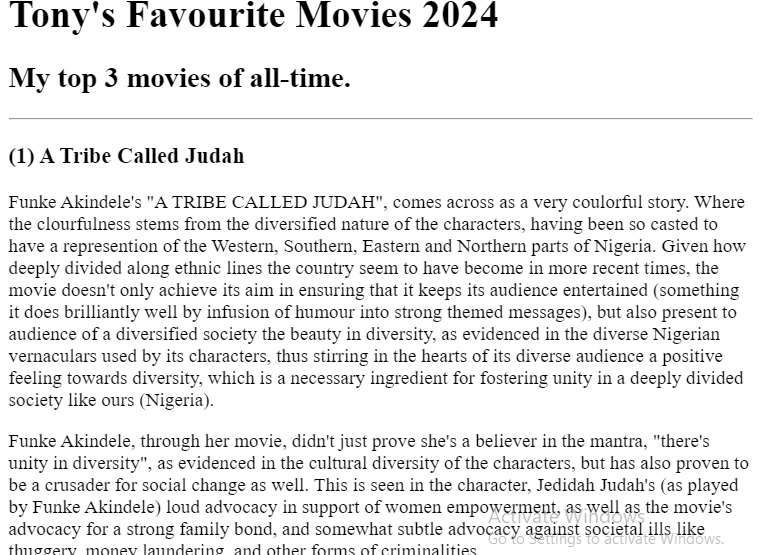 Tony's Favourite Movies 2024
My top 3 movies of all-time.
(1) A Tribe Called Judah
Funke Akindele's "A TRIBE CALLED JUDAH", comes across as a very coulorful story. Where
the clourfulness stems from the diversified nature of the characters, having been so casted to
have a represention of the Western, Southern, Eastern and Northern parts of Nigeria. Given how
deeply divided along ethnic lines the country seem to have become in more recent times, the
movie doesn't only achieve its aim in ensuring that it keeps its audience entertained (something
it does brilliantly well by infusion of humour into strong themed messages), but also present to
audience of a diversified society the beauty in diversity, as evidenced in the diverse Nigerian
vernaculars used by its characters, thus stirring in the hearts of its diverse audience a positive
feeling towards diversity, which is a necessary ingredient for fostering unity in a deeply divided
society like ours (Nigeria).
Funke Akindele, through her movie, didn't just prove she's a believer in the mantra, "there's
unity in diversity", as evidenced in the cultural diversity of the characters, but has also proven to
be a crusader for social change as well. This is seen in the character, Jedidah Judah's (as played
by Funke Akindele) loud advocacy in support of women empowerment, as well as the movie's
advocacy for a strong family bond, and somewhat subtle advocacy against societal ills like
thuggery, money laundering, and other forms of criminalities.
Activate Windows
Go to Settings to activate Windows.